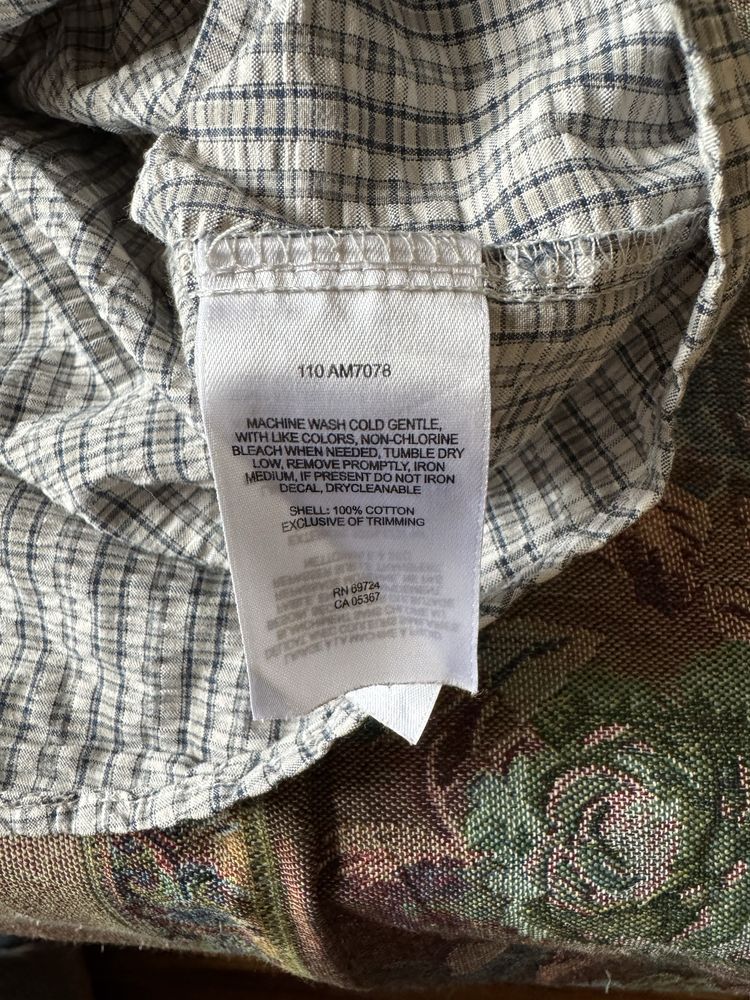 110 AM7078
MACHINE WASH COLD GENTLE,
WITH LIKE COLORS, NON-CHLORINE
BLEACH WHEN NEEDED, TUMBLE DRY
LOW, REMOVE PROMPTLY, IRON
MEDIUM, IF PRESENT DO NOT IRON
DECAL, DRYCLEANABLE
SHELL: 100% COTTON
EXCLUSIVE OF TRIMMING
RN 69724
CA 05367